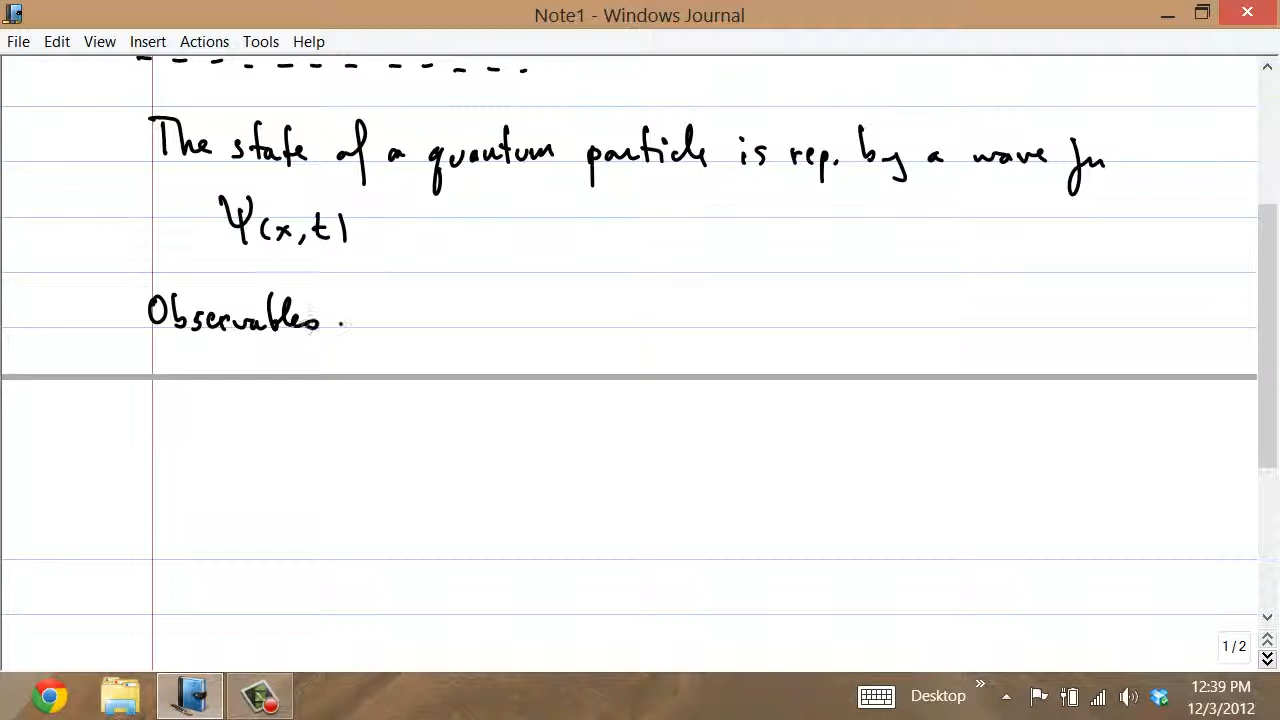 Note1 - Windows Journal
File Edit View Insert Actions Tools Help
The state of a quantum particle is rep. by a wave fn
Ψ(x,t)
Observables
1/2
Desktop
12:39 PM
12/3/2012